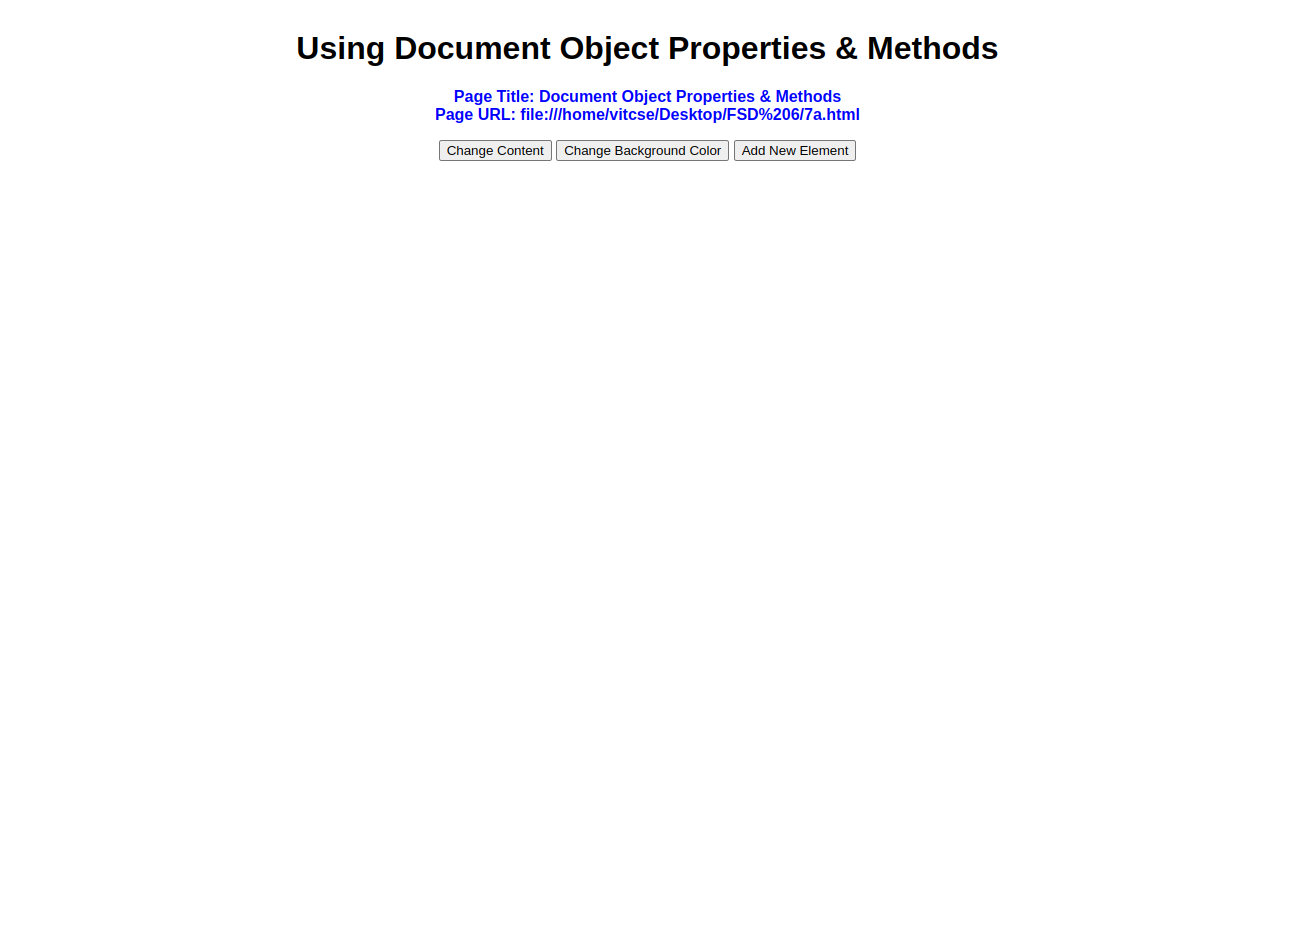 Using Document Object Properties & Methods
Page Title: Document Object Properties & Methods
Page URL: file:///home/vitcse/Desktop/FSD%206/7a.html
Change Content Change Background Color Add New Element